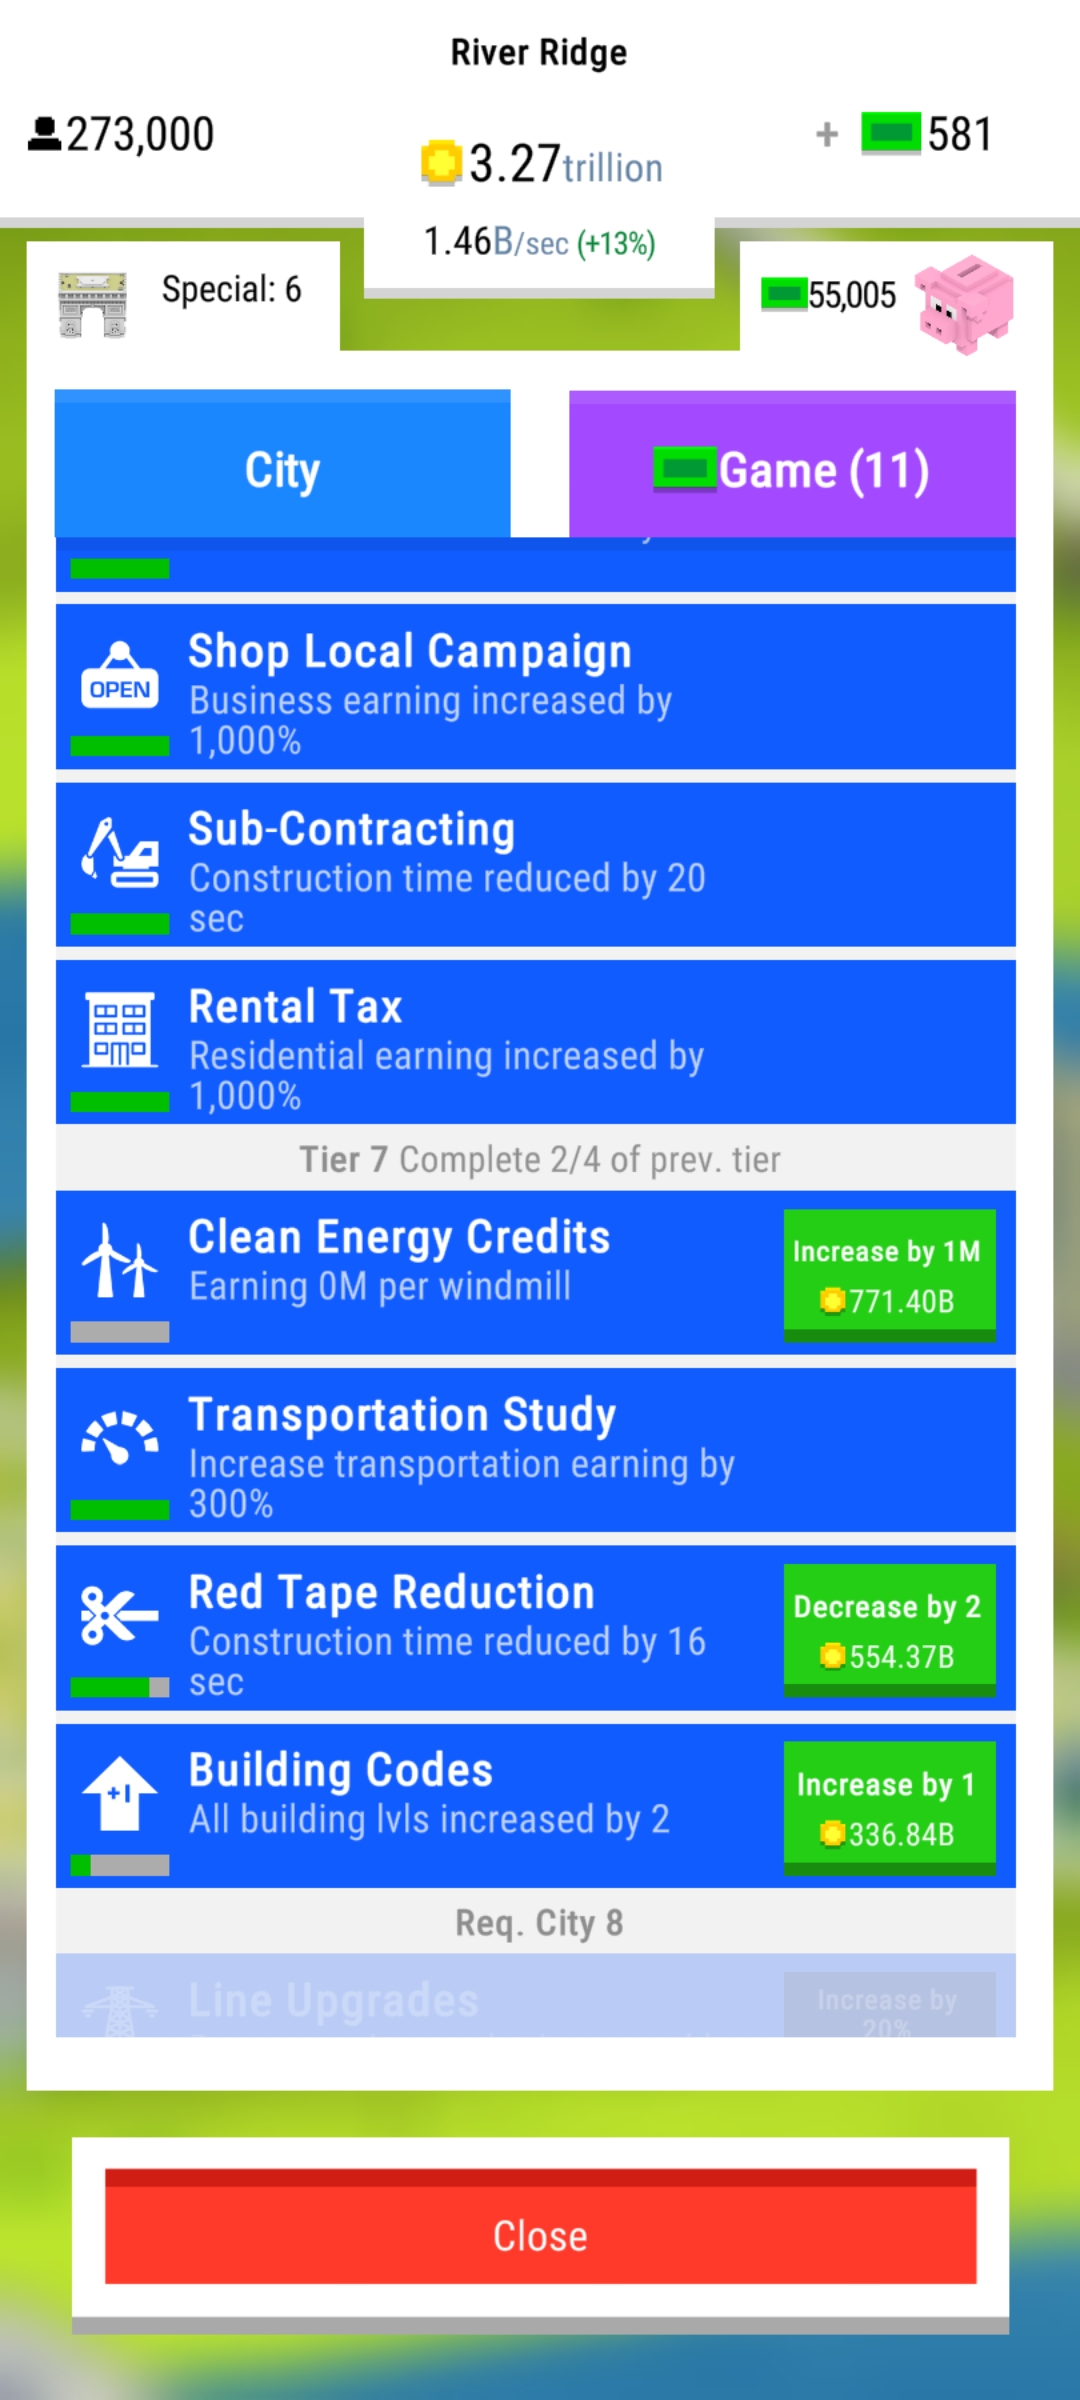 River Ridge
273,000
3.27trillion
+ 581
1.46B/sec (+13%)
Special: 6
55,005
City
Game (11)
Shop Local Campaign
OPEN
Business earning increased by
1,000%
Sub-Contracting
Construction time reduced by 20
sec
Rental Tax
Residential earning increased by
1,000%
Tier 7 Complete 2/4 of prev. tier
Clean Energy Credits
Earning 0M per windmill
Increase by 1M
771.40B
Transportation Study
Increase transportation earning by
300%
Red Tape Reduction
Construction time reduced by 16
sec
Decrease by 2
554.37B
Building Codes
+1
All building lvls increased by 2
Increase by 1
336.84B
Req. City 8
Line Upgrades
Increase by
20%
Close